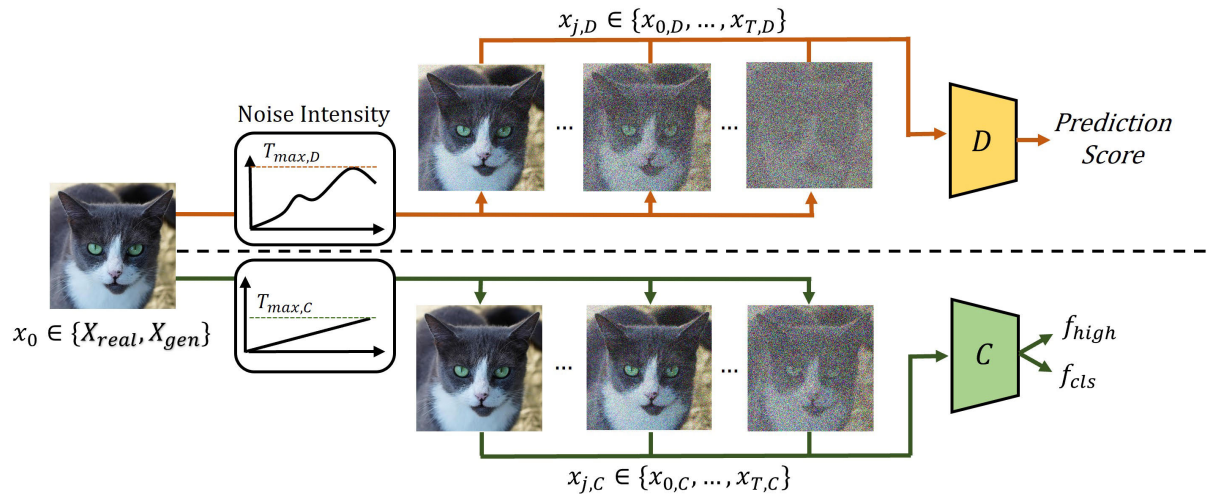 x_{j,D} ∈ {x_{0,D}, …, x_{T,D}}
Noise Intensity
T_{max,D}
...
...
D
Prediction
Score
x_0 ∈ {X_{real}, X_{gen}}
T_{max,C}
...
...
C
f_{high}
f_{cls}
x_{j,C} ∈ {x_{0,C}, …, x_{T,C}}